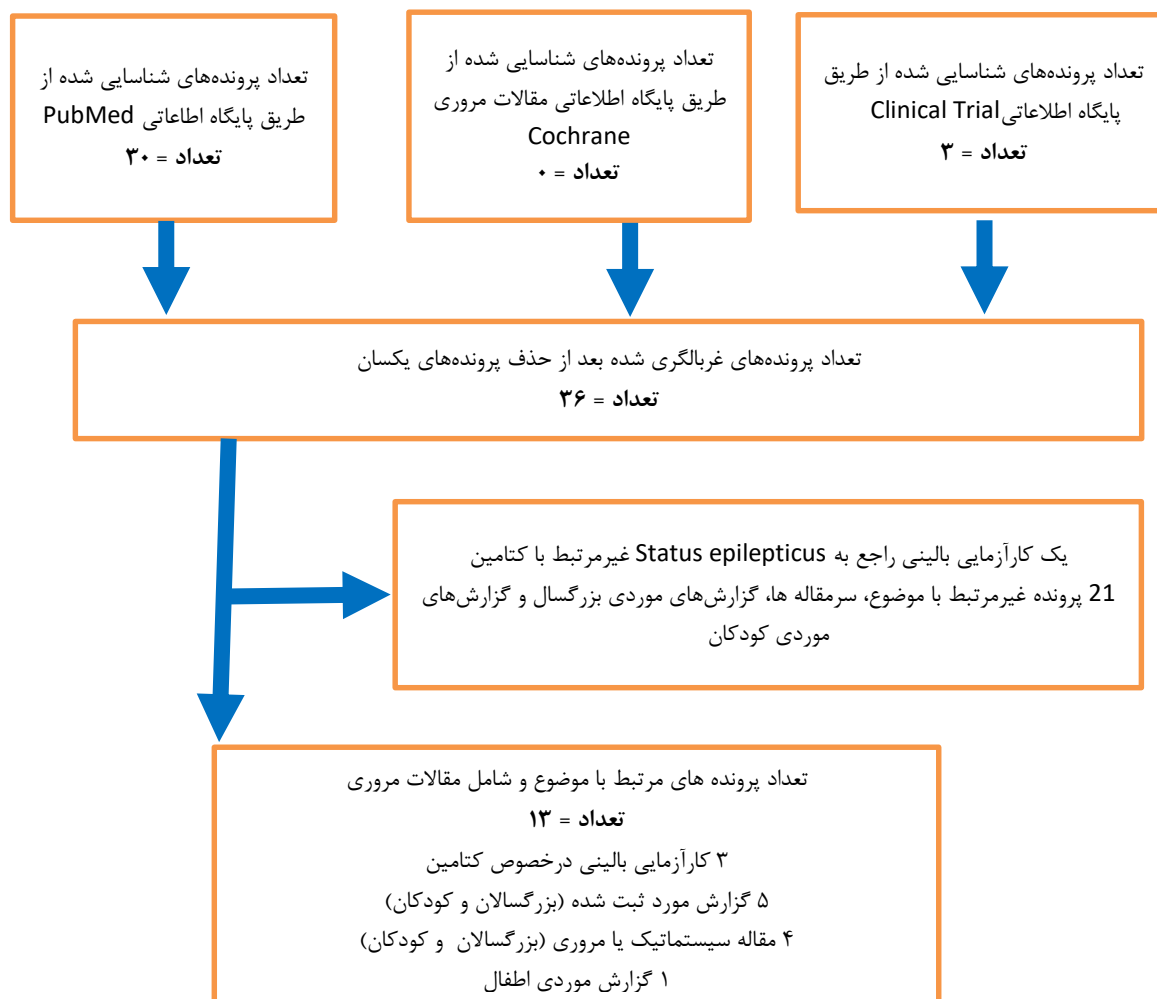 تعداد پرونده‌های شناسایی شده از طریق
پایگاه اطلاعاتیClinical Trial
تعداد = ۳
تعداد پرونده‌های شناسایی شده از
طریق پایگاه اطلاعاتی مقالات مروری
Cochrane
تعداد = ۰
تعداد پرونده‌های شناسایی شده از
طریق پایگاه اطاعاتی PubMed
تعداد = ۳۰
تعداد پرونده‌های غربالگری شده بعد از حذف پرونده‌های یکسان
تعداد = ۳۶
یک کارآزمایی بالینی راجع به Status epilepticus غیرمرتبط با کتامین
21 پرونده غیرمرتبط با موضوع، سرمقاله ها، گزارش‌های موردی بزرگسال و گزارش‌های
موردی کودکان
تعداد پرونده های مرتبط با موضوع و شامل مقالات مروری
تعداد = ۱۳
۳ کارآزمایی بالینی درخصوص کتامین
۵ گزارش مورد ثبت شده (بزرگسالان و کودکان)
۴ مقاله سیستماتیک یا مروری (بزرگسالان و کودکان)
۱ گزارش موردی اطفال